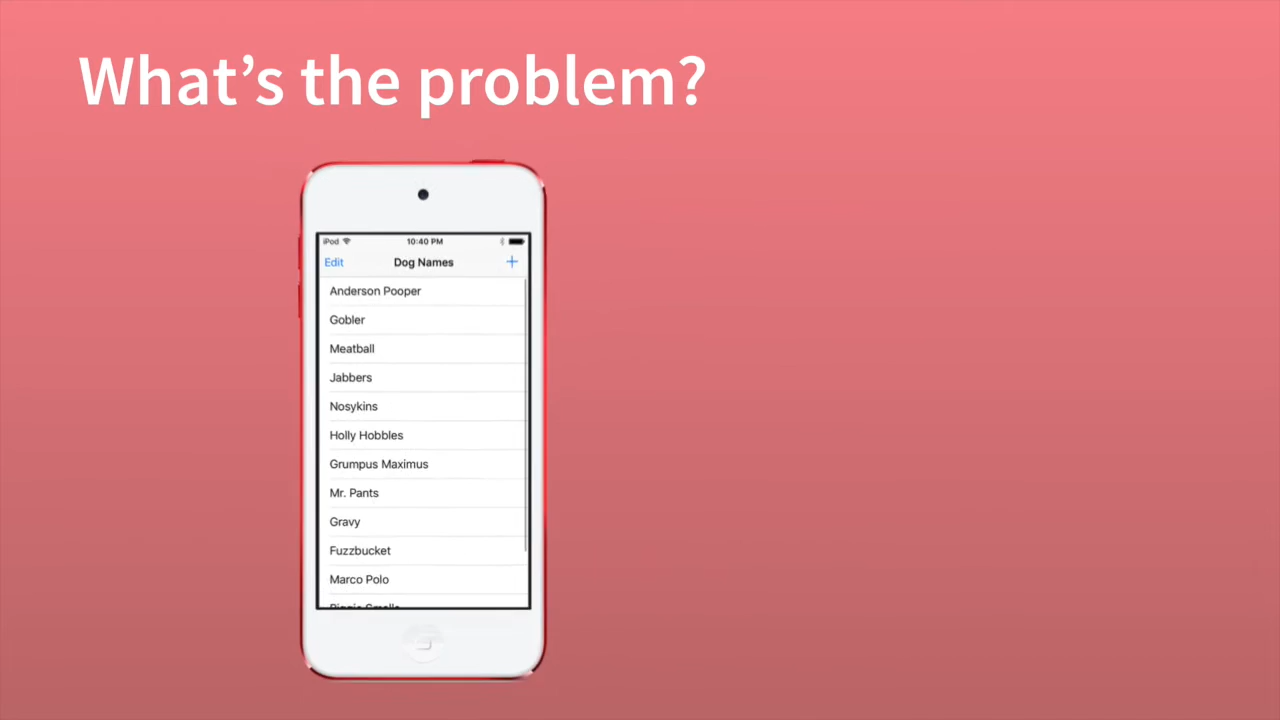 What’s the problem?
iPod 10:40 PM
Edit Dog Names +
Anderson Pooper
Gobler
Meatball
Jabbers
Nosykins
Holly Hobbles
Grumpus Maximus
Mr. Pants
Gravy
Fuzzbucket
Marco Polo